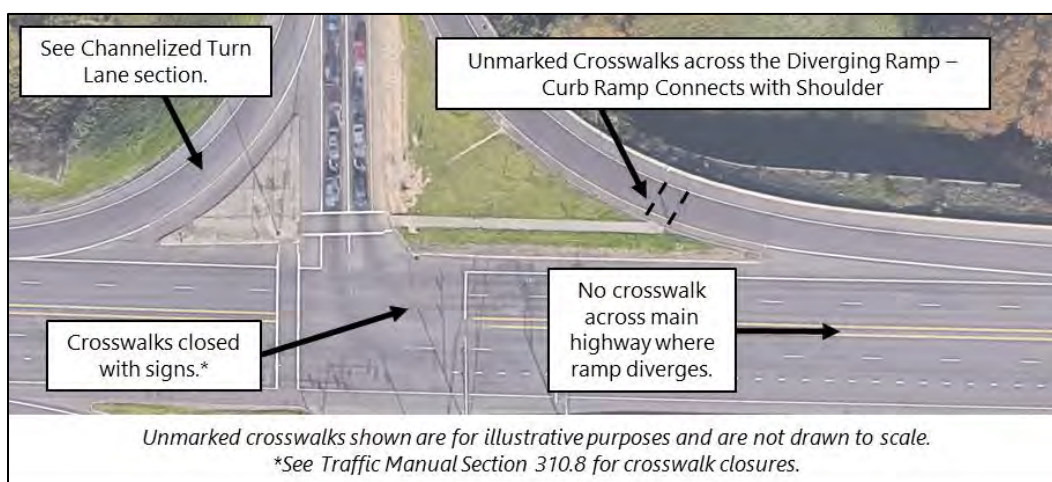 See Channelized Turn
Lane section.
Unmarked Crosswalks across the Diverging Ramp –
Curb Ramp Connects with Shoulder
Crosswalks closed
with signs.*
No crosswalk
across main
highway where
ramp diverges.
Unmarked crosswalks shown are for illustrative purposes and are not drawn to scale.
*See Traffic Manual Section 310.8 for crosswalk closures.